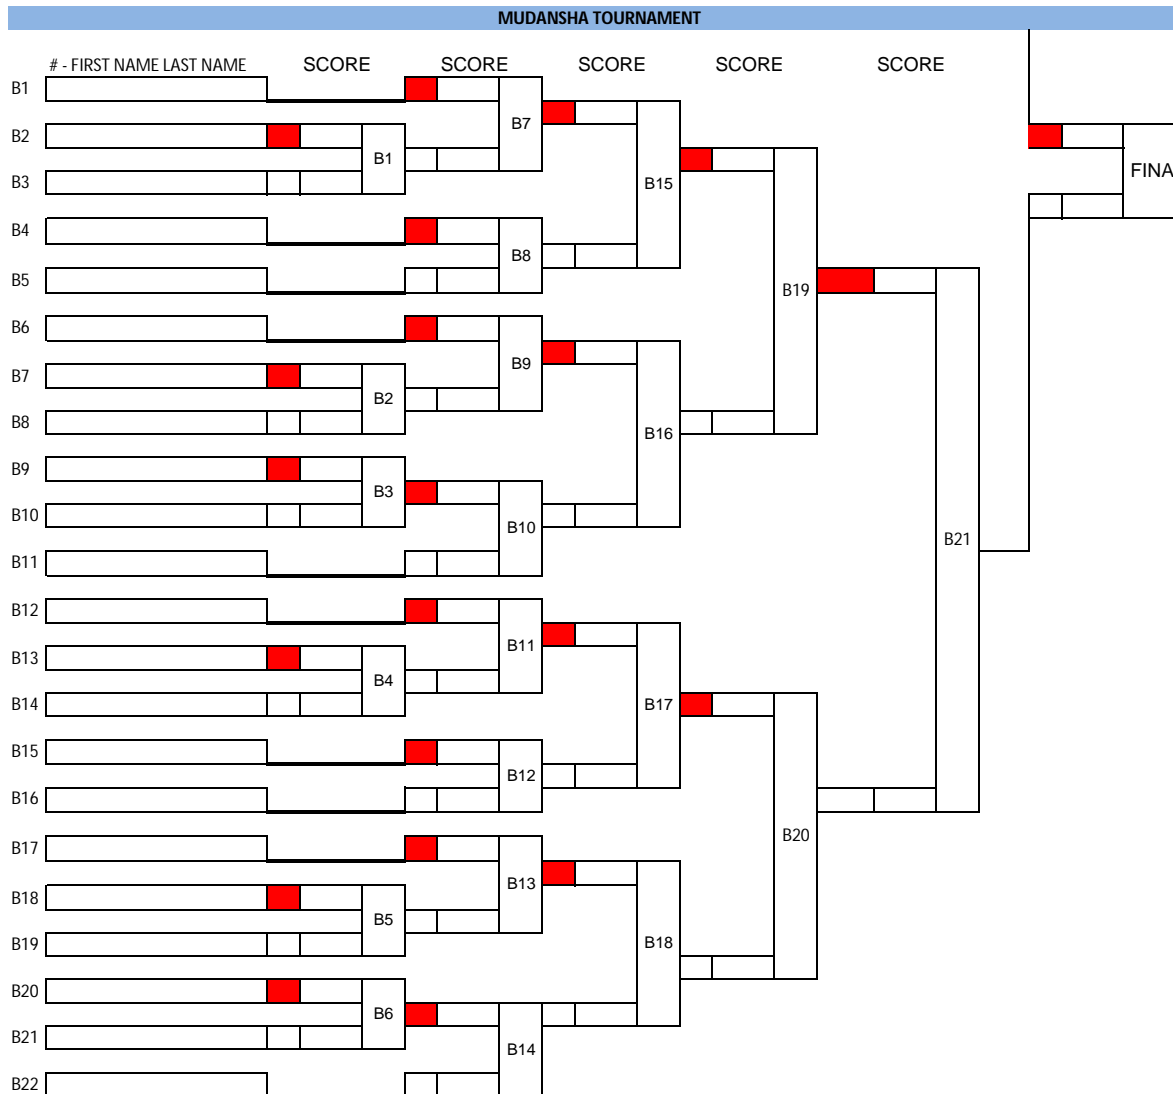 MUDANSHA TOURNAMENT
# - FIRST NAME LAST NAME SCORE SCORE SCORE SCORE SCORE
B1
B7
B2
B1
FINA
B3
B15
B4
B8
B5
B19
B6
B9
B7
B2
B8
B16
B9
B3
B10
B10
B21
B11
B12
B11
B13
B4
B14
B17
B15
B12
B16
B20
B17
B13
B18
B5
B19
B18
B20
B6
B21
B14
B22